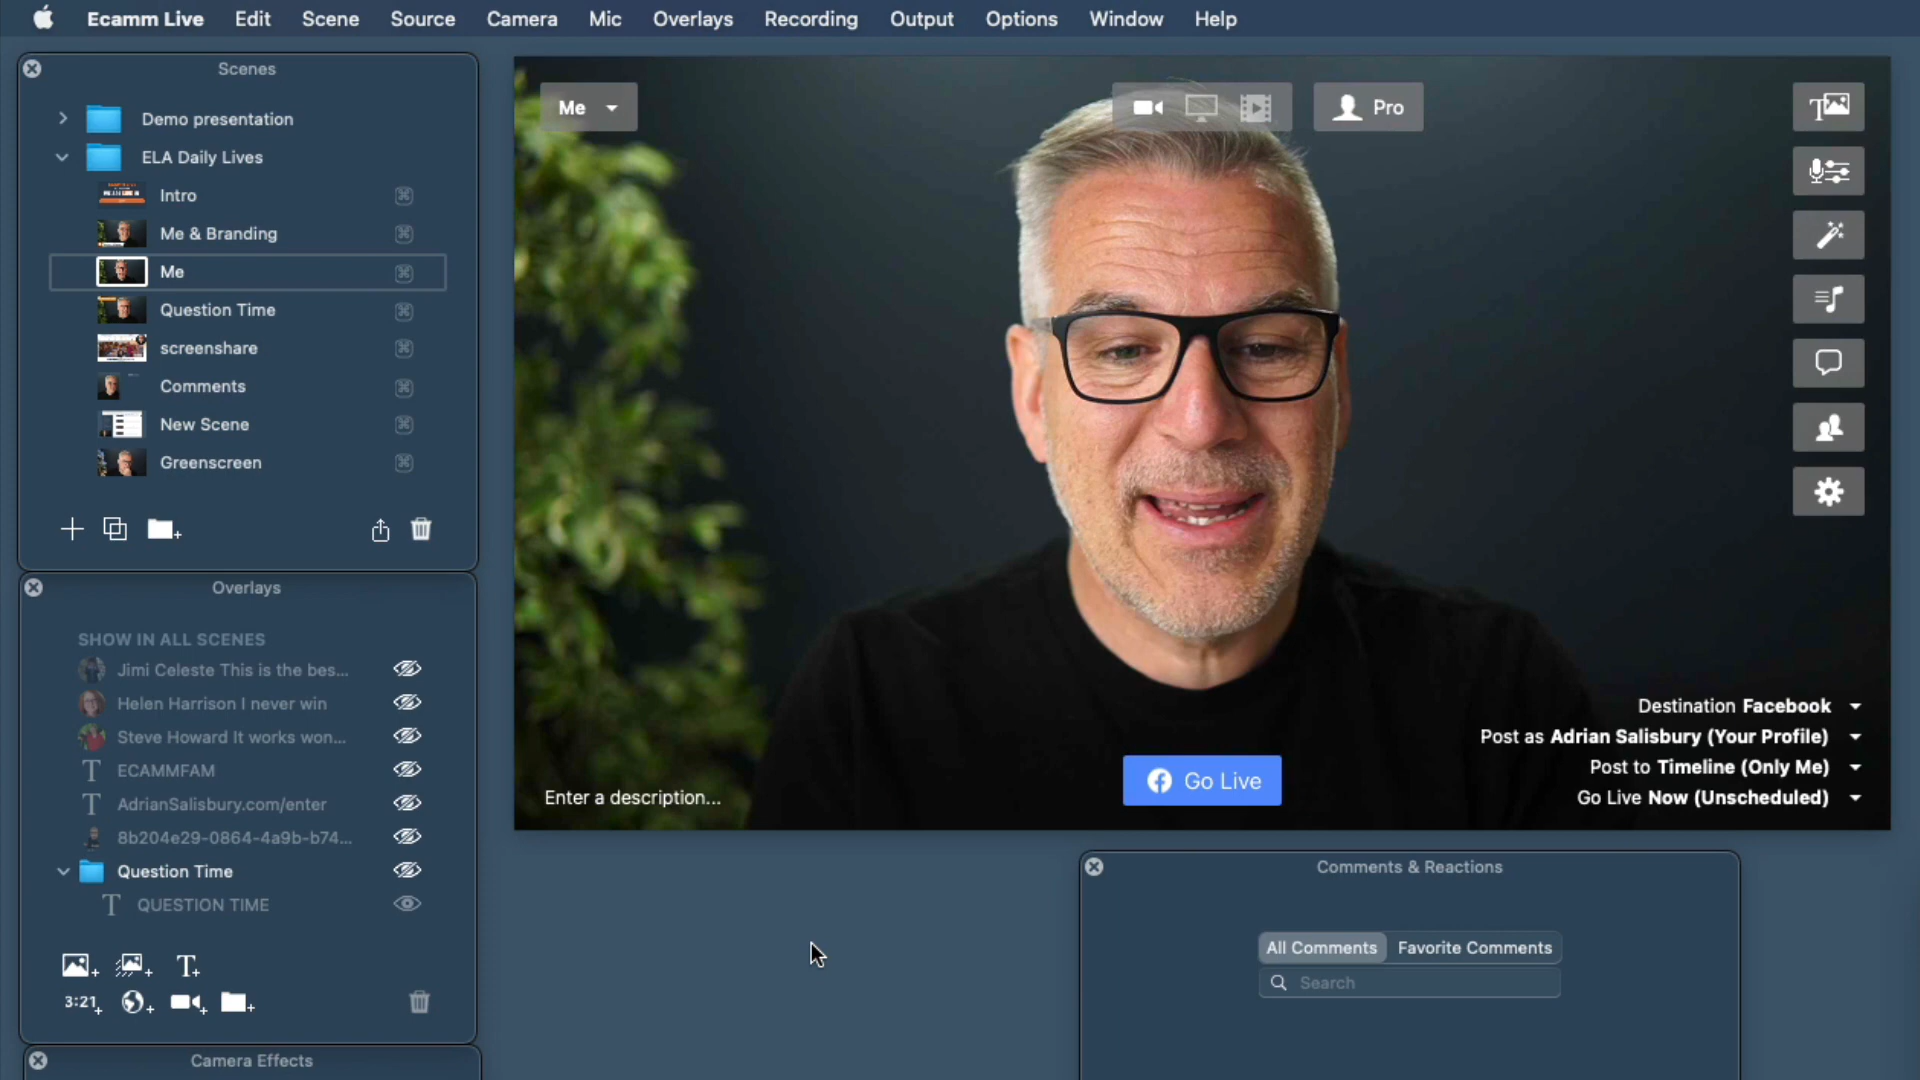 Ecamm Live Edit Scene Source Camera Mic Overlays Recording Output Options Window Help
Scenes
Demo presentation
ELA Daily Lives
Intro
Me & Branding
Me
Question Time
screenshare
Comments
New Scene
Greenscreen
Overlays
SHOW IN ALL SCENES
Jimi Celeste This is the bes...
Helen Harrison I never win
Steve Howard It works won...
ECAMMFAM
AdrianSalisbury.com/enter
8b204e29-0864-4a9b-b74...
Question Time
QUESTION TIME
3:21
Camera Effects
Me
Pro
Destination Facebook
Post as Adrian Salisbury (Your Profile)
Post to Timeline (Only Me)
Go Live Now (Unscheduled)
Go Live
Enter a description...
Comments & Reactions
All Comments Favorite Comments
Search